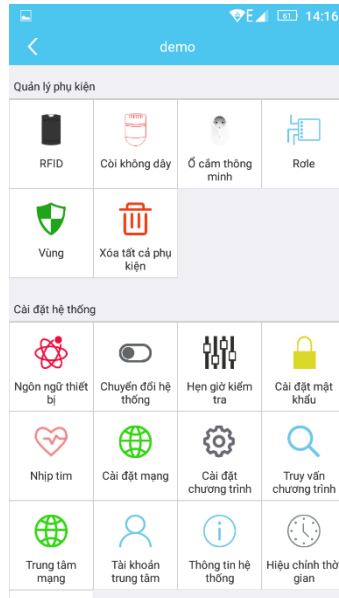 E 61 14:16
demo
Quản lý phụ kiện
RFID
Còi không dây
Ổ cắm thông
minh
Rơle
Vùng
Xóa tất cả phụ
kiện
Cài đặt hệ thống
Ngôn ngữ thiết
bị
Chuyển đổi hệ
thống
Hẹn giờ kiểm
tra
Cài đặt mật
khẩu
Nhịp tim
Cài đặt mạng
Cài đặt
chương trình
Truy vấn
chương trình
Trung tâm
mạng
Tài khoản
trung tâm
Thông tin hệ
thống
Hiệu chỉnh thờ
gian